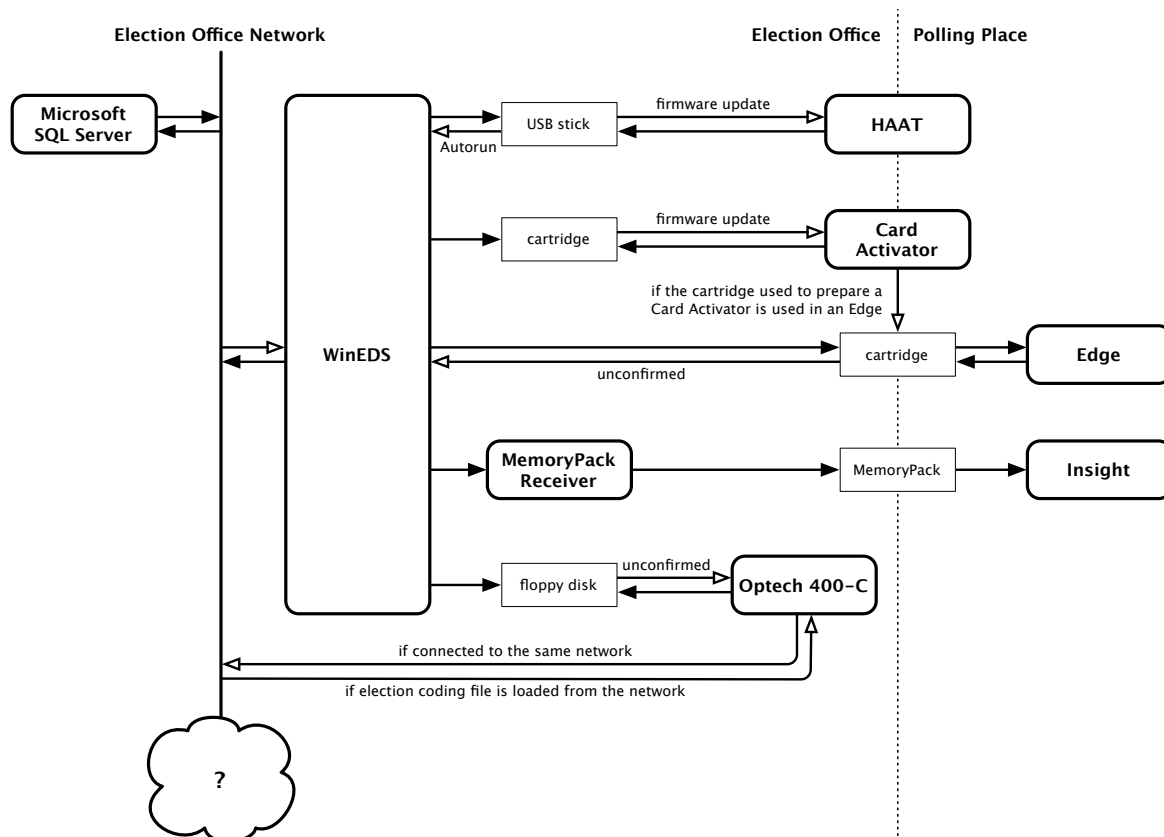 Election Office Network
Election Office
Polling Place
Microsoft
SQL Server
USB stick
firmware update
HAAT
Autorun
cartridge
firmware update
Card
Activator
if the cartridge used to prepare a
Card Activator is used in an Edge
WinEDS
unconfirmed
cartridge
Edge
MemoryPack
Receiver
MemoryPack
Insight
floppy disk
unconfirmed
Optech 400-C
if connected to the same network
if election coding file is loaded from the network
?